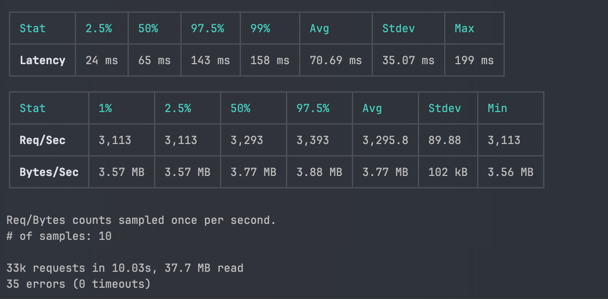 Stat 2.5% 50% 97.5% 99% Avg Stdev Max
Latency 24 ms 65 ms 143 ms 158 ms 70.69 ms 35.07 ms 199 ms
Stat 1% 2.5% 50% 97.5% Avg Stdev Min
Req/Sec 3,113 3,113 3,293 3,393 3,295.8 89.88 3,113
Bytes/Sec 3.57 MB 3.57 MB 3.77 MB 3.88 MB 3.77 MB 102 kB 3.56 MB
Req/Bytes counts sampled once per second.
# of samples: 10
33k requests in 10.03s, 37.7 MB read
35 errors (0 timeouts)